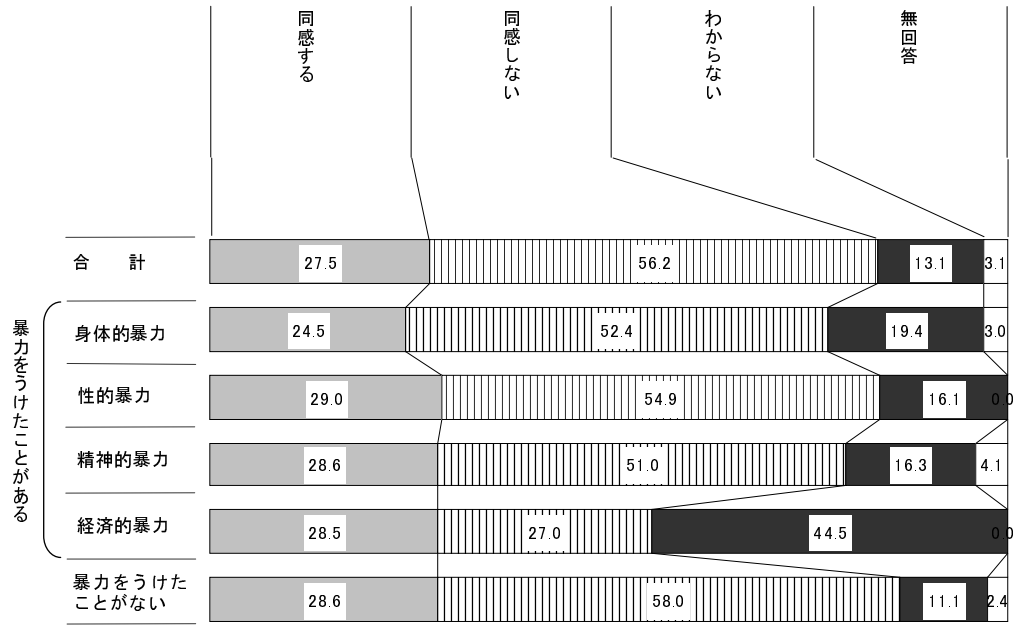 同感する
同感しない
わからない
無回答
合計
27.5
56.2
13.1
3.1
暴力をうけたことがある
身体的暴力
24.5
52.4
19.4
3.0
性的暴力
29.0
54.9
16.1
0.0
精神的暴力
28.6
51.0
16.3
4.1
経済的暴力
28.5
27.0
44.5
0.0
暴力をうけた
ことがない
28.6
58.0
11.1
2.4